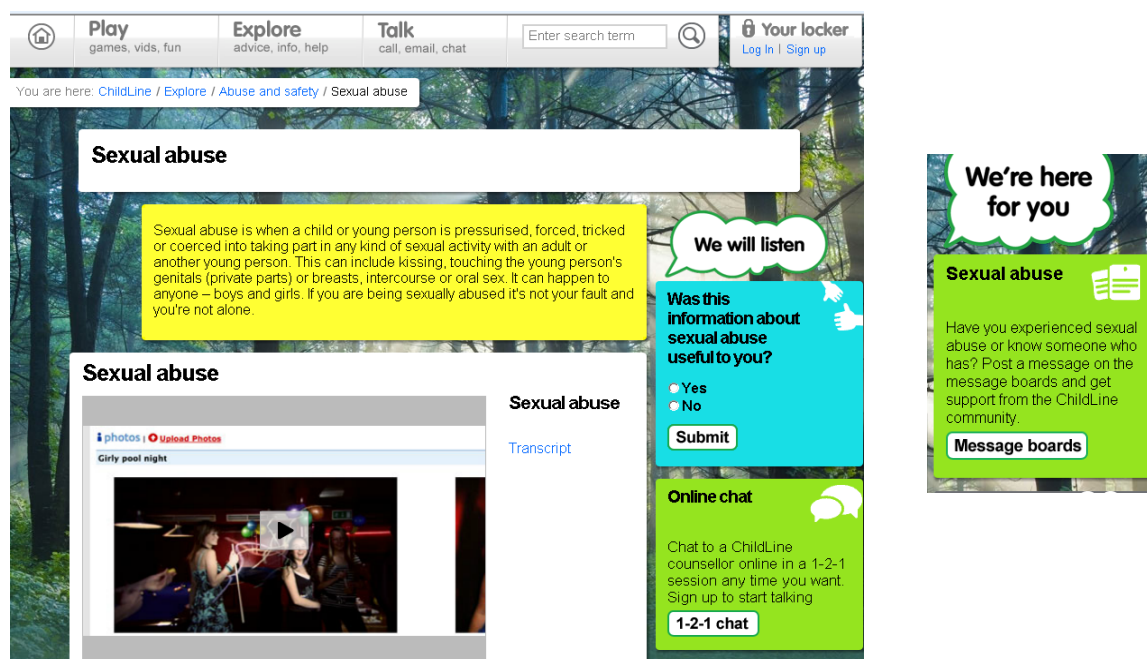 Play
games, vids, fun
Explore
advice, info, help
Talk
call, email, chat
Enter search term
Your locker
Log In | Sign up
You are here: ChildLine / Explore / Abuse and safety / Sexual abuse
Sexual abuse
Sexual abuse is when a child or young person is pressurised, forced, tricked
or coerced into taking part in any kind of sexual activity with an adult or
another young person. This can include kissing, touching the young person's
genitals (private parts) or breasts, intercourse or oral sex. It can happen to
anyone – boys and girls. If you are being sexually abused it's not your fault and
you're not alone.
We will listen
Was this
information about
sexual abuse
useful to you?
Yes
No
Submit
Sexual abuse
photos | Upload Photos
Girly pool night
Sexual abuse
Transcript
Online chat
Chat to a ChildLine
counsellor online in a 1-2-1
session any time you want.
Sign up to start talking
1-2-1 chat
We're here
for you
Sexual abuse
Have you experienced sexual
abuse or know someone who
has? Post a message on the
message boards and get
support from the ChildLine
community.
Message boards